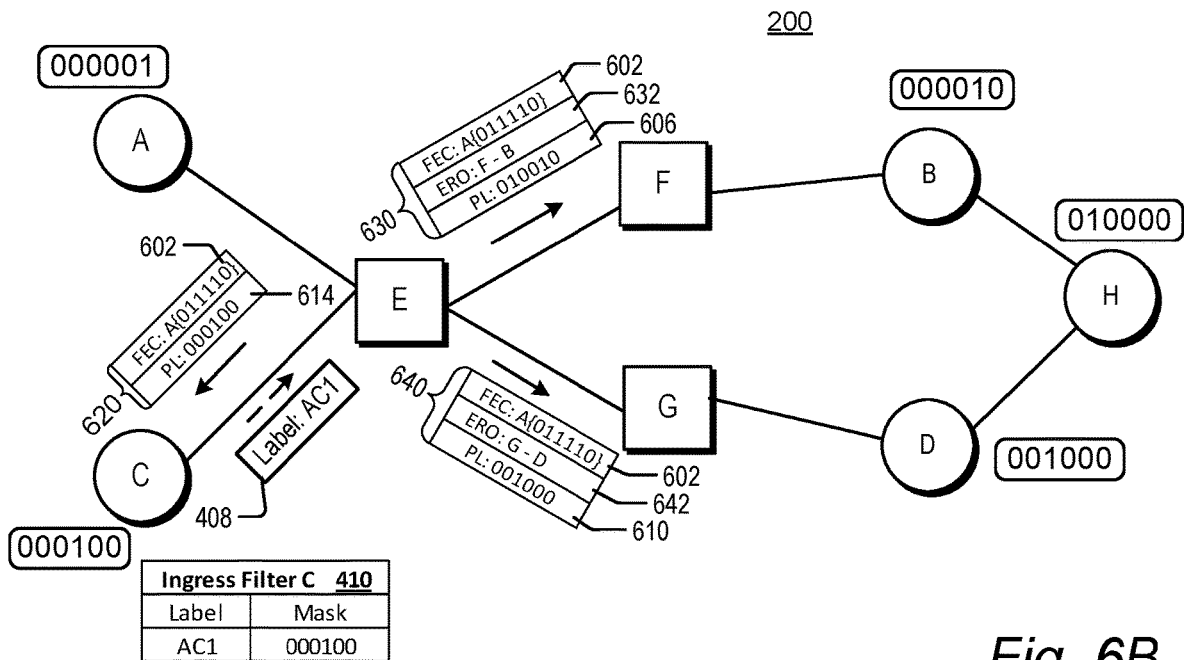 200
000001
A
602
632
606
FEC: A{011110}
ERO: F - B
PL: 010010
630
F
000010
B
010000
H
602
614
FEC: A{011110}
PL: 000100
620
E
Label: AC1
408
C
000100
640
FEC: A{011110}
ERO: G - D
PL: 001000
602
642
610
G
D
001000
Ingress Filter C 410
Label Mask
AC1 000100
Fig. 6B